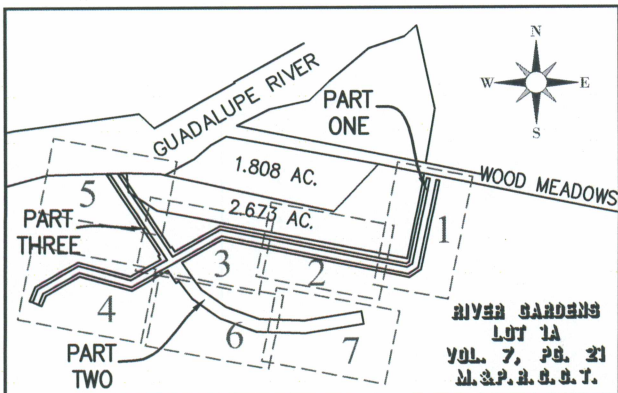 N
W E
S
GUADALUPE RIVER
PART
ONE
WOOD MEADOWS
1.808 AC.
2.673 AC.
5
PART
THREE
1
2
3
4
6
7
PART
TWO
RIVER GARDENS
LOT 1A
VOL. 7, PG. 21
M.&P.R.C.C.T.